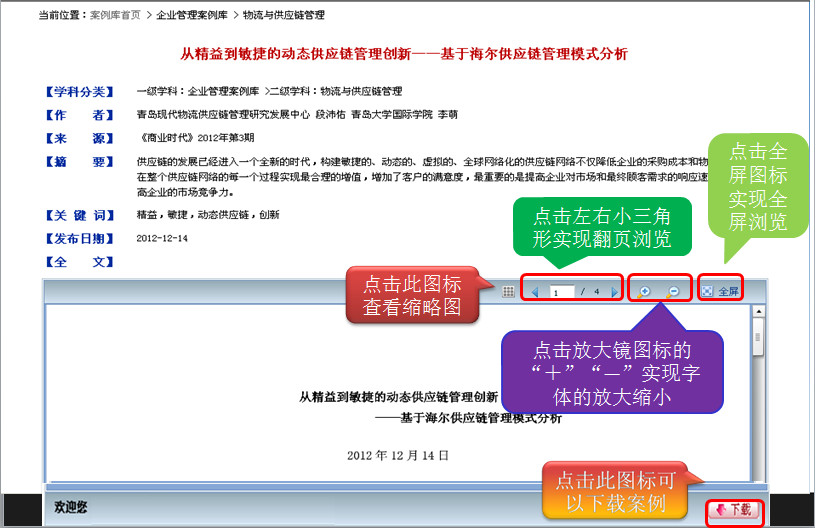 当前位置：案例库首页 > 企业管理案例库 > 物流与供应链管理
从精益到敏捷的动态供应链管理创新——基于海尔供应链管理模式分析
【学科分类】 一级学科：企业管理案例库 >二级学科：物流与供应链管理
【作　　者】 青岛现代物流供应链管理研究发展中心 段沛佑 青岛大学国际学院 李萌
【来　　源】 《商业时代》2012年第3期
【摘　　要】 供应链的发展已经进入一个全新的时代，构建敏捷的、动态的、虚拟的、全球网络化的供应链网络不仅降低企业的采购成本和物
在整个供应链网络的每一个过程实现最合理的增值，增加了客户的满意度，最重要的是提高企业对市场和最终顾客需求的响应速
高企业的市场竞争力。
【关 键 词】 精益，敏捷，动态供应链，创新
【发布日期】 2012-12-14
【全　　文】
点击全
屏图标
实现全
屏浏览
点击左右小三角
形实现翻页浏览
点击此图标
查看缩略图
1 / 4 全屏
点击放大镜图标的
“＋”“－”实现字
体的放大缩小
从精益到敏捷的动态供应链管理创新
——基于海尔供应链管理模式分析
2012 年 12 月 14 日
点击此图标可
以下载案例
欢迎您
下载